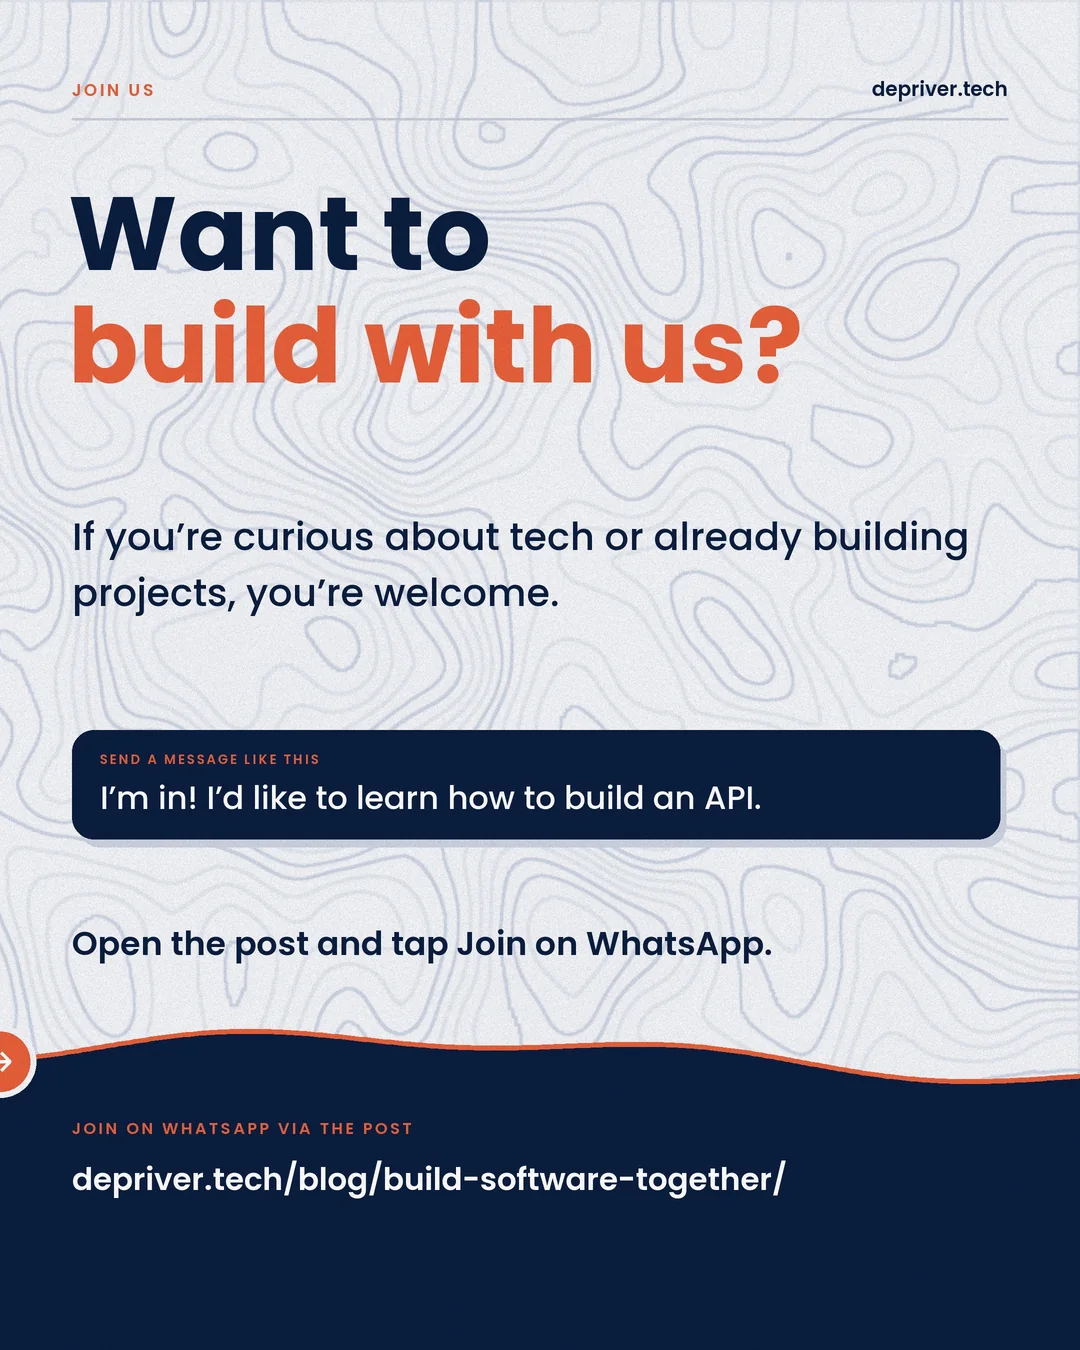 JOIN US
depriver.tech
Want to
build with us?
If you’re curious about tech or already building
projects, you’re welcome.
SEND A MESSAGE LIKE THIS
I’m in! I’d like to learn how to build an API.
Open the post and tap Join on WhatsApp.
JOIN ON WHATSAPP VIA THE POST
depriver.tech/blog/build-software-together/